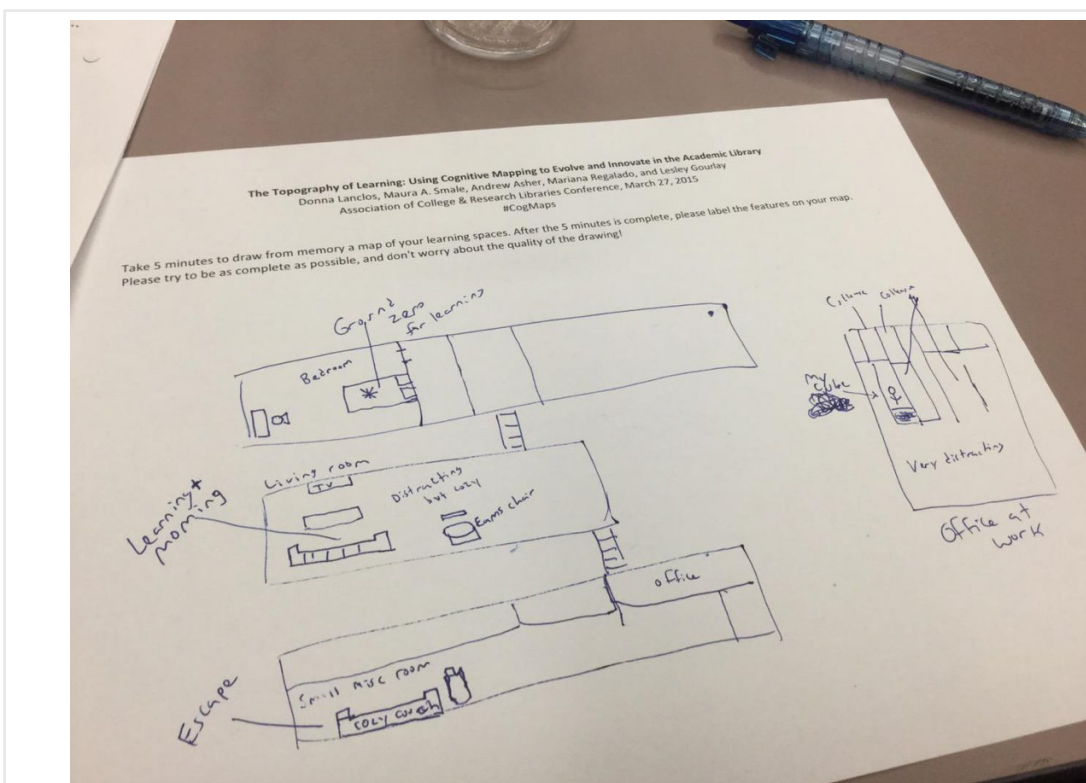 The Topography of Learning: Using Cognitive Mapping to Evolve and Innovate in the Academic Library
Donna Lanclos, Maura A. Smale, Andrew Asher, Mariana Regalado, and Lesley Gourlay
Association of College & Research Libraries Conference, March 27, 2015
#CogMaps
Take 5 minutes to draw from memory a map of your learning spaces. After the 5 minutes is complete, please label the features on your map.
Please try to be as complete as possible, and don't worry about the quality of the drawing!
Ground
zero
for learning
Bedroom
Living room
TV
Distracting
but cozy
Eams chair
Learning +
Mommying
office
Small misc room
cozy couch
Escape
my
cube
Very distracting
Office at
work